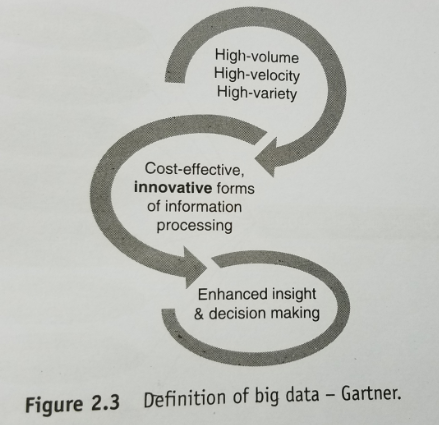 High-volume
High-velocity
High-variety
Cost-effective,
innovative forms
of information
processing
Enhanced insight
& decision making
Figure 2.3 Definition of big data – Gartner.